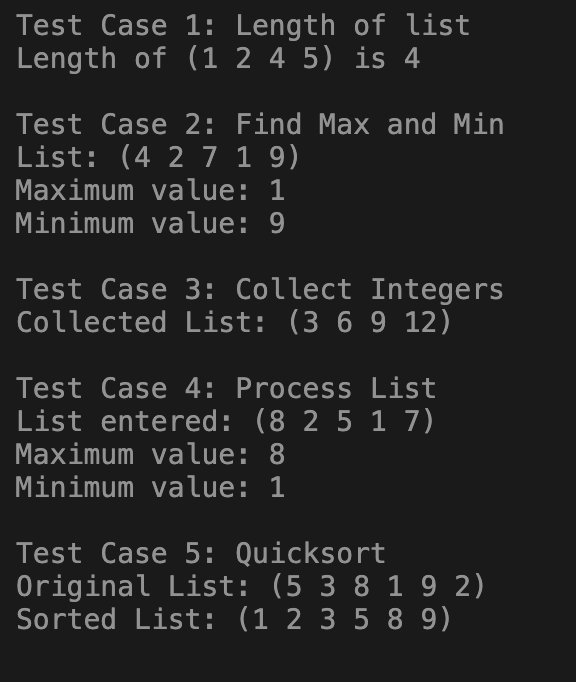 Test Case 1: Length of list
Length of (1 2 4 5) is 4
Test Case 2: Find Max and Min
List: (4 2 7 1 9)
Maximum value: 1
Minimum value: 9
Test Case 3: Collect Integers
Collected List: (3 6 9 12)
Test Case 4: Process List
List entered: (8 2 5 1 7)
Maximum value: 8
Minimum value: 1
Test Case 5: Quicksort
Original List: (5 3 8 1 9 2)
Sorted List: (1 2 3 5 8 9)